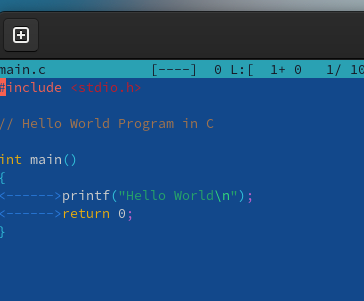 main.c [----] 0 L:[ 1+ 0 1/ 10
#include <stdio.h>
// Hello World Program in C
int main()
{
<------>printf("Hello World\n");
<------>return 0;
}